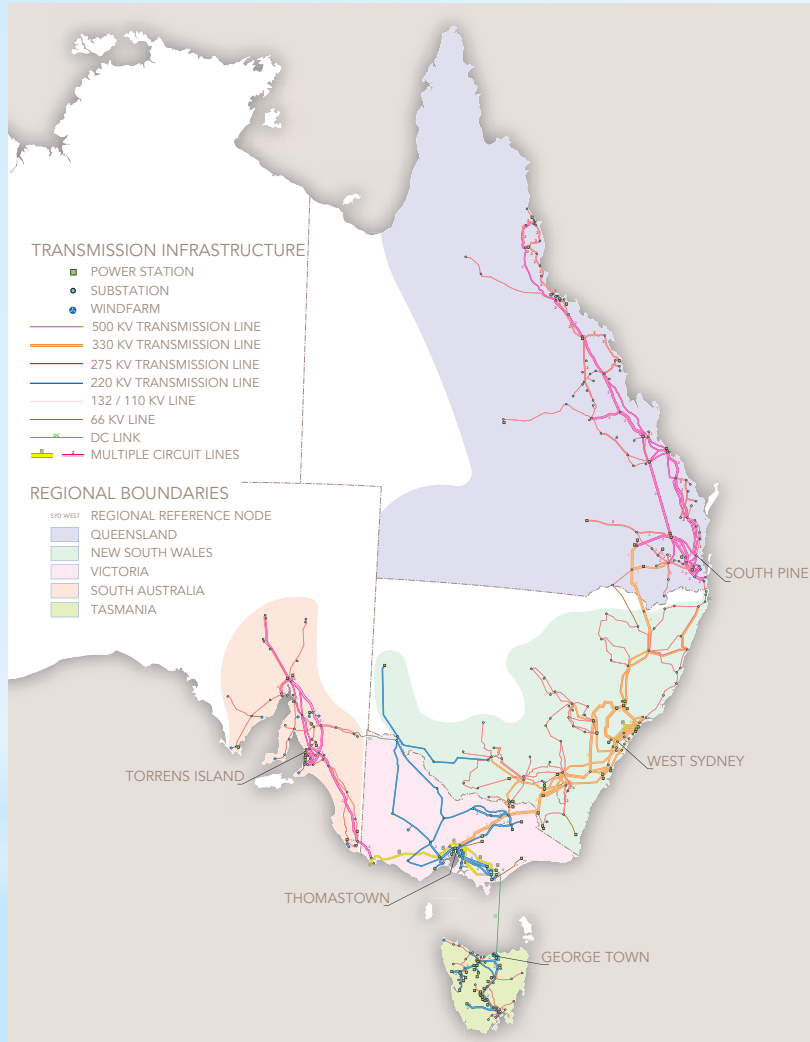 TRANSMISSION INFRASTRUCTURE
POWER STATION
SUBSTATION
WINDFARM
500 KV TRANSMISSION LINE
330 KV TRANSMISSION LINE
275 KV TRANSMISSION LINE
220 KV TRANSMISSION LINE
132 / 110 KV LINE
66 KV LINE
DC LINK
MULTIPLE CIRCUIT LINES
REGIONAL BOUNDARIES
SYD WEST REGIONAL REFERENCE NODE
QUEENSLAND
NEW SOUTH WALES
VICTORIA
SOUTH AUSTRALIA
TASMANIA
SOUTH PINE
WEST SYDNEY
TORRENS ISLAND
THOMASTOWN
GEORGE TOWN